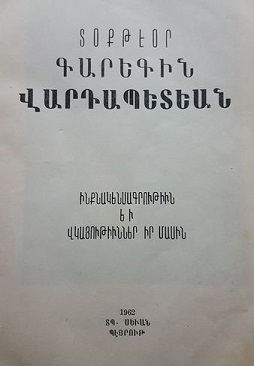 ՏՕՔԹԷՕՐ
ԳԱՐԵԳԻՆ
ՎԱՐԴԱՊԵՏԵԱՆ
ԻՆՔՆԱԿԵՆՍԱԳՐՈՒԹԻՒՆ
ԵՒ
ՎԿԱՅՈՒԹԻՒՆՆԵՐ ԻՐ ՄԱՍԻՆ
1962
ՏՊ. ՍԵՒԱՆ
ՊԷՅՐՈՒԹ